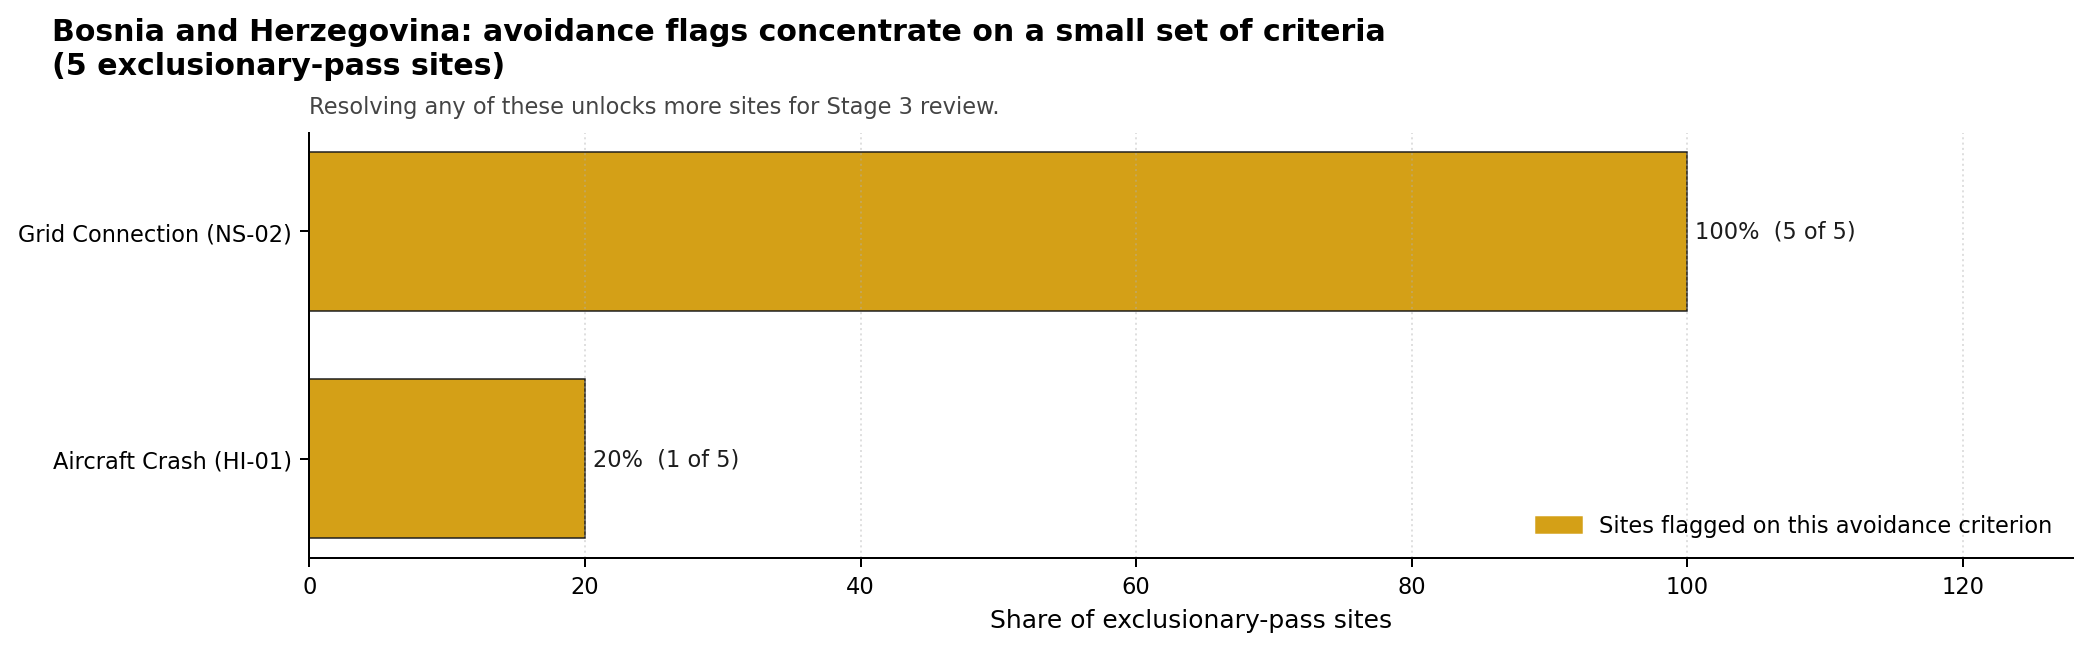 Bosnia and Herzegovina: avoidance flags concentrate on a small set of criteria
(5 exclusionary-pass sites)
Resolving any of these unlocks more sites for Stage 3 review.
Grid Connection (NS-02)
100%  (5 of 5)
Aircraft Crash (HI-01)
20%  (1 of 5)
Sites flagged on this avoidance criterion
0 20 40 60 80 100 120
Share of exclusionary-pass sites